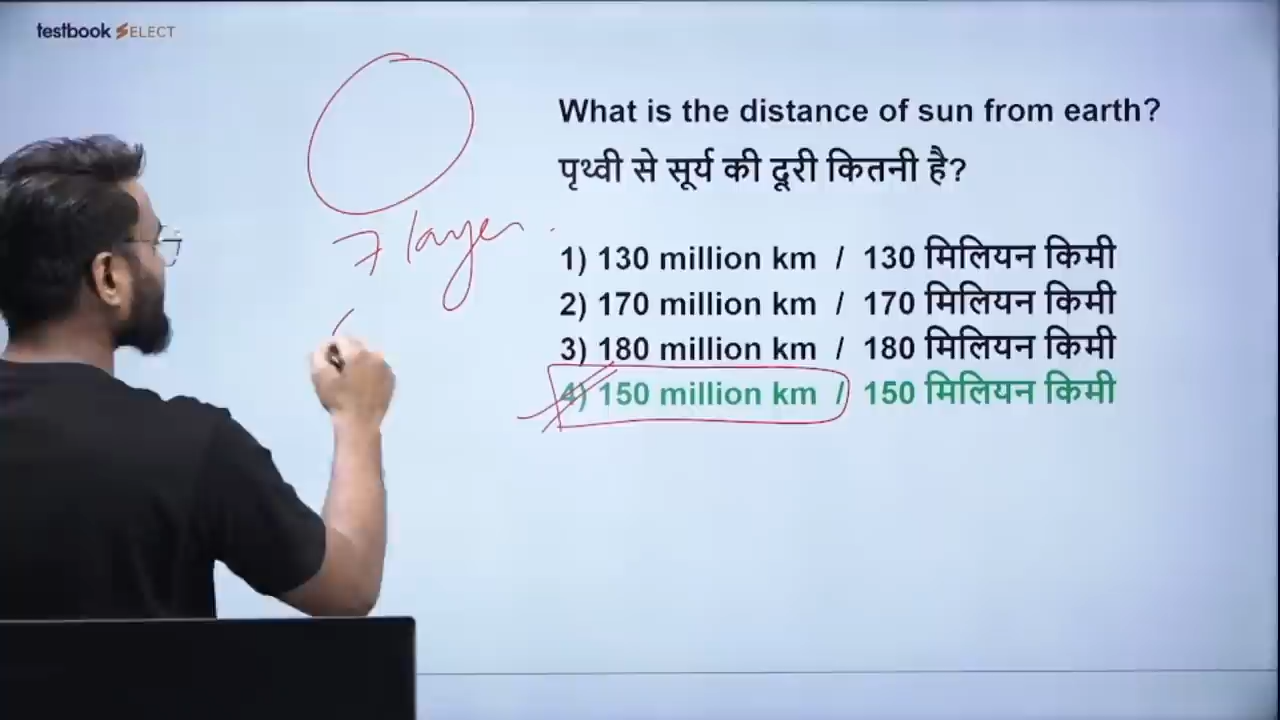 testbook SELECT
What is the distance of sun from earth?
पृथ्वी से सूर्य की दूरी कितनी है?
7 layer
1) 130 million km / 130 मिलियन किमी
2) 170 million km / 170 मिलियन किमी
3) 180 million km / 180 मिलियन किमी
4) 150 million km / 150 मिलियन किमी